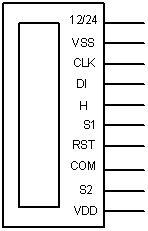 12/24
VSS
CLK
DI
H
S1
RST
COM
S2
VDD